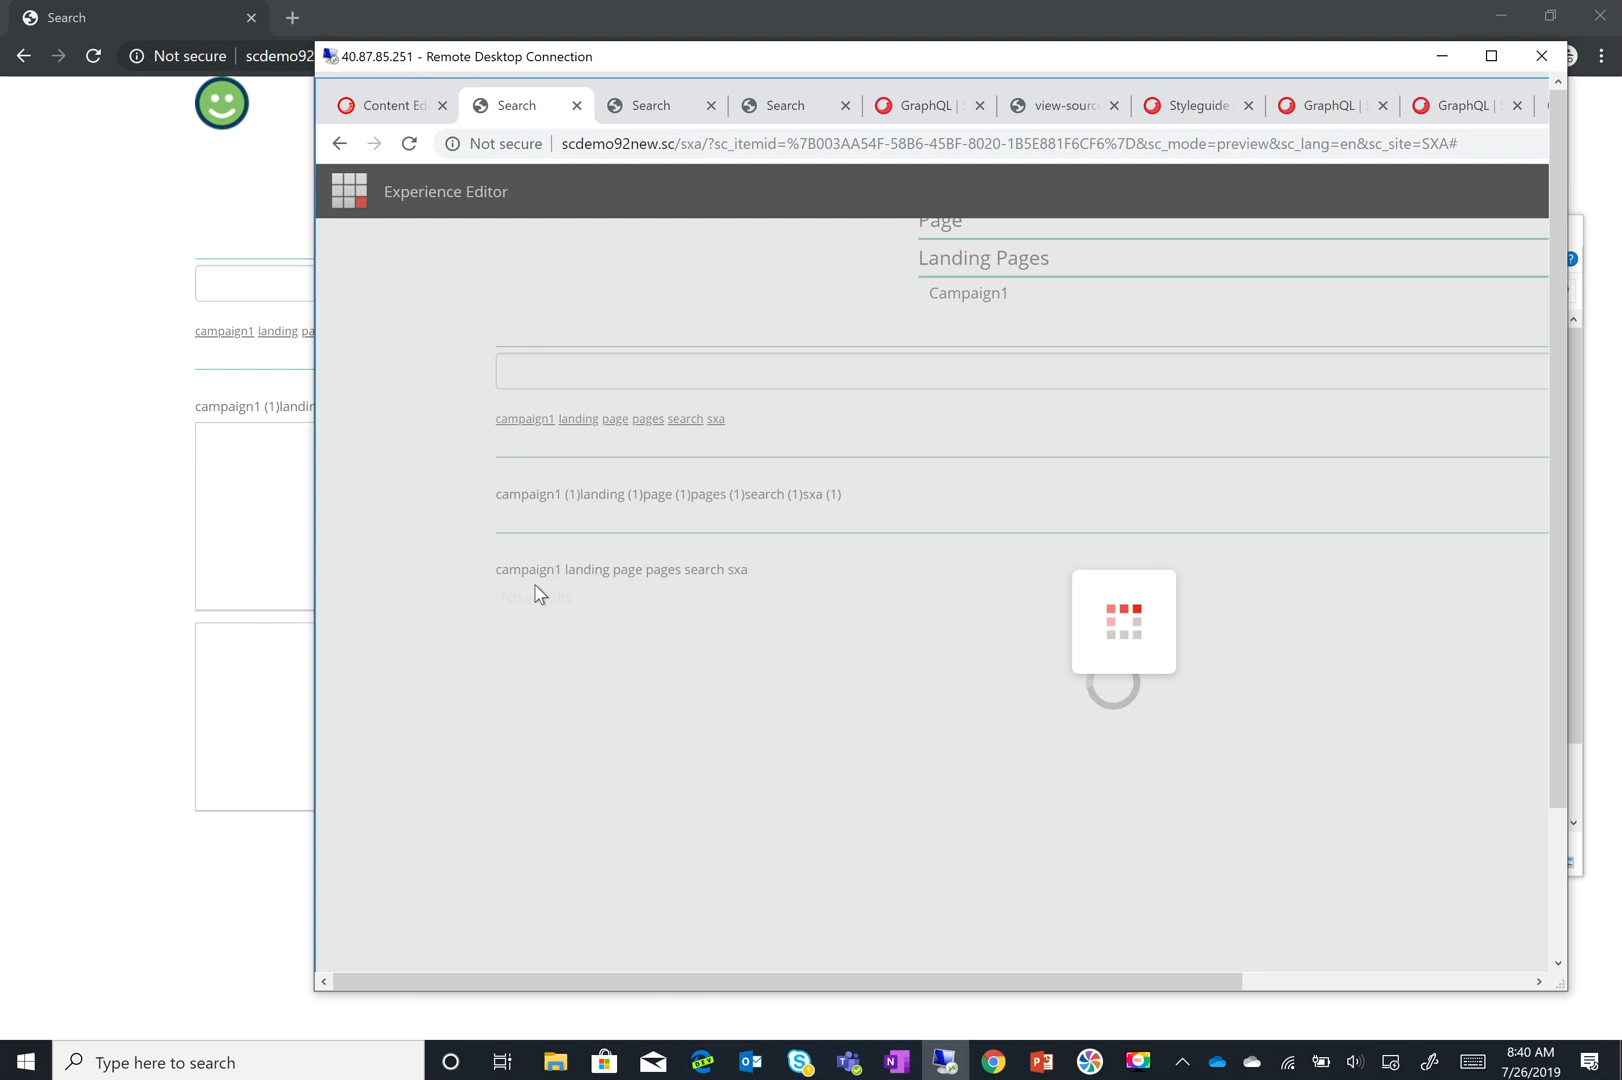 Search
Not secure
scdemo92
40.87.85.251 - Remote Desktop Connection
Content Ed
Search
Search
Search
GraphQL |
view-sourc
Styleguide
GraphQL |
GraphQL |
Not secure
scdemo92new.sc/sxa/?sc_itemid=%7B003AA54F-58B6-45BF-8020-1B5E881F6CF6%7D&sc_mode=preview&sc_lang=en&sc_site=SXA#
Experience Editor
Page
Landing Pages
Campaign1
campaign1 landing pa
campaign1 landing page pages search sxa
campaign1 (1)landin
campaign1 (1)landing (1)page (1)pages (1)search (1)sxa (1)
campaign1 landing page pages search sxa
Type here to search
8:40 AM
7/26/2019